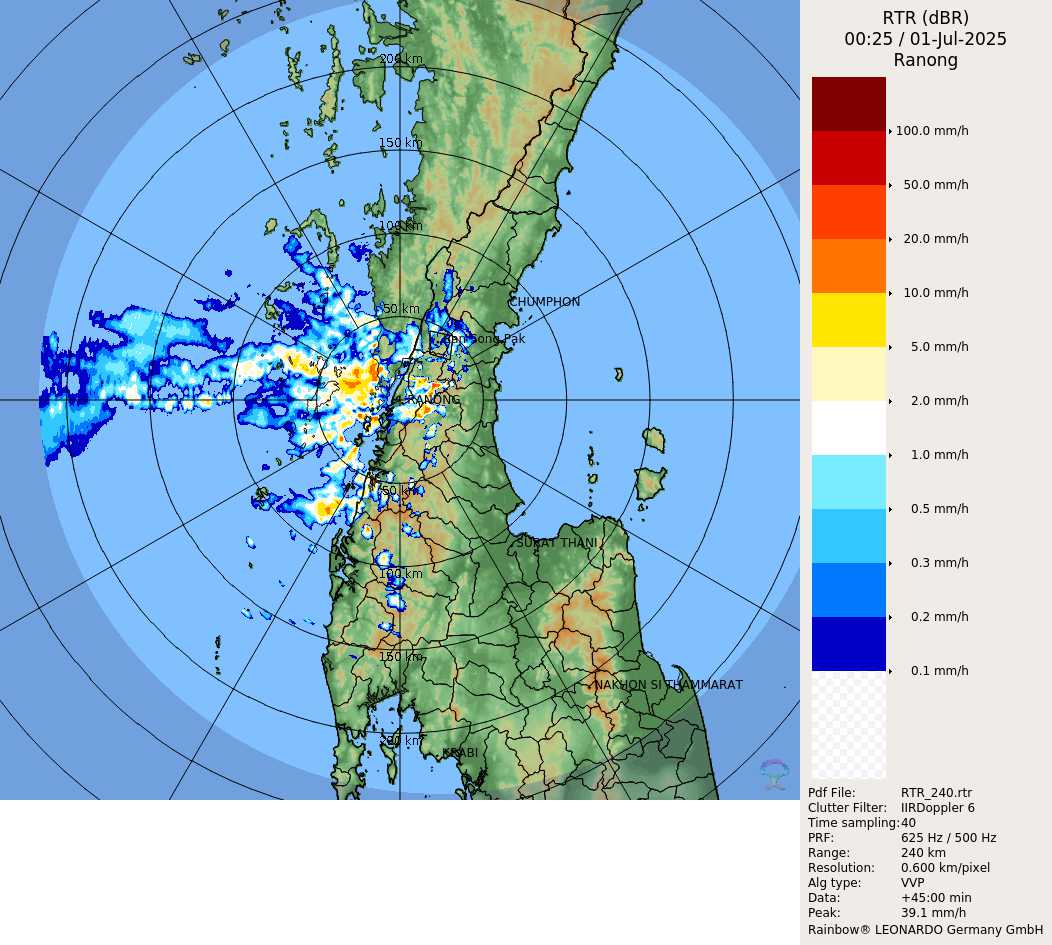 RTR (dBR)
00:25 / 01-Jul-2025
Ranong
100.0 mm/h
50.0 mm/h
20.0 mm/h
10.0 mm/h
5.0 mm/h
2.0 mm/h
1.0 mm/h
0.5 mm/h
0.3 mm/h
0.2 mm/h
0.1 mm/h
Pdf File: RTR_240.rtr
Clutter Filter: IIRDoppler 6
Time sampling: 40
PRF: 625 Hz / 500 Hz
Range: 240 km
Resolution: 0.600 km/pixel
Alg type: VVP
Data: +45:00 min
Peak: 39.1 mm/h
Rainbow® LEONARDO Germany GmbH
200 km
150 km
100 km
50 km
CHUMPHON
Song Pak
RANONG
50 km
SURAT THANI
100 km
150 km
NAKHON SI THAMMARAT
200 km
KRABI